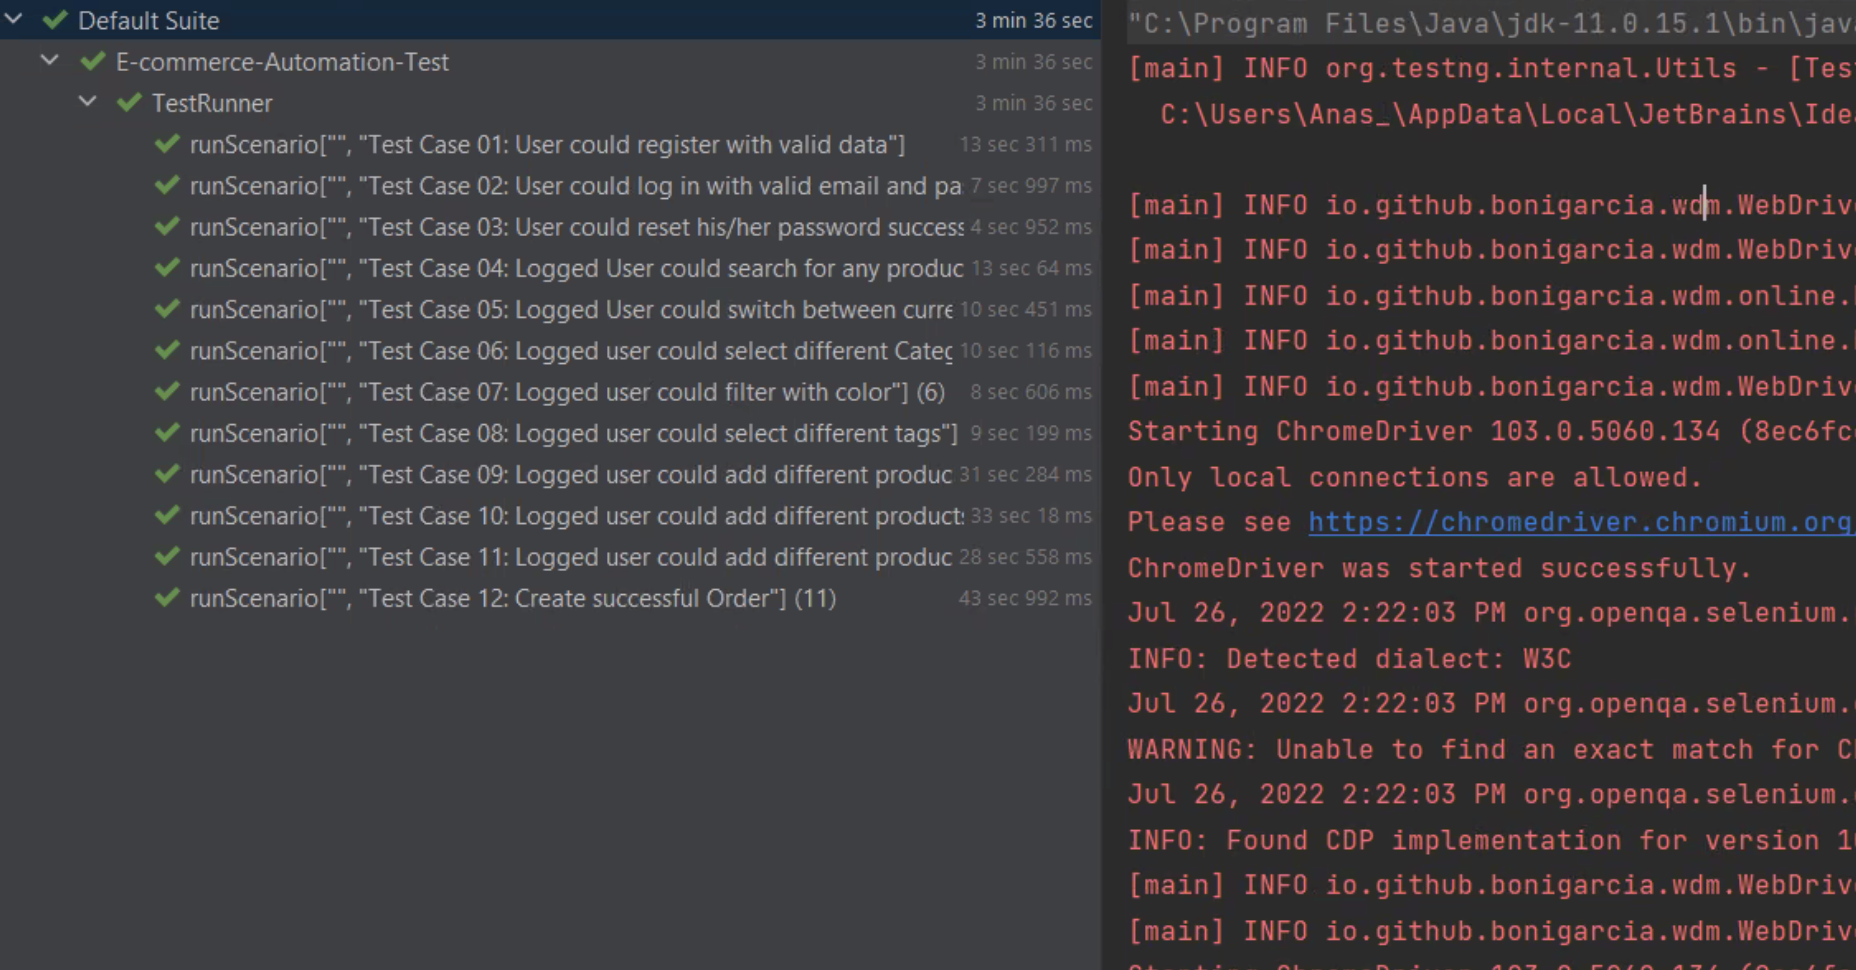 Default Suite 3 min 36 sec
E-commerce-Automation-Test 3 min 36 sec
TestRunner 3 min 36 sec
runScenario["", "Test Case 01: User could register with valid data"] 13 sec 311 ms
runScenario["", "Test Case 02: User could log in with valid email and pa 7 sec 997 ms
runScenario["", "Test Case 03: User could reset his/her password success 4 sec 952 ms
runScenario["", "Test Case 04: Logged User could search for any produc 13 sec 64 ms
runScenario["", "Test Case 05: Logged User could switch between curre 10 sec 451 ms
runScenario["", "Test Case 06: Logged user could select different Categ 10 sec 116 ms
runScenario["", "Test Case 07: Logged user could filter with color"] (6) 8 sec 606 ms
runScenario["", "Test Case 08: Logged user could select different tags"] 9 sec 199 ms
runScenario["", "Test Case 09: Logged user could add different produc 31 sec 284 ms
runScenario["", "Test Case 10: Logged user could add different products 33 sec 18 ms
runScenario["", "Test Case 11: Logged user could add different produc 28 sec 558 ms
runScenario["", "Test Case 12: Create successful Order"] (11) 43 sec 992 ms
"C:\Program Files\Java\jdk-11.0.15.1\bin\java
[main] INFO org.testng.internal.Utils - [Tes
C:\Users\Anas_\AppData\Local\JetBrains\Idea
[main] INFO io.github.bonigarcia.wdm.WebDrive
[main] INFO io.github.bonigarcia.wdm.WebDrive
[main] INFO io.github.bonigarcia.wdm.online.
[main] INFO io.github.bonigarcia.wdm.online.
[main] INFO io.github.bonigarcia.wdm.WebDrive
Starting ChromeDriver 103.0.5060.134 (8ec6fc
Only local connections are allowed.
Please see https://chromedriver.chromium.org
ChromeDriver was started successfully.
Jul 26, 2022 2:22:03 PM org.openqa.selenium.
INFO: Detected dialect: W3C
Jul 26, 2022 2:22:03 PM org.openqa.selenium.
WARNING: Unable to find an exact match for C
Jul 26, 2022 2:22:03 PM org.openqa.selenium.
INFO: Found CDP implementation for version 1
[main] INFO io.github.bonigarcia.wdm.WebDrive
[main] INFO io.github.bonigarcia.wdm.WebDrive